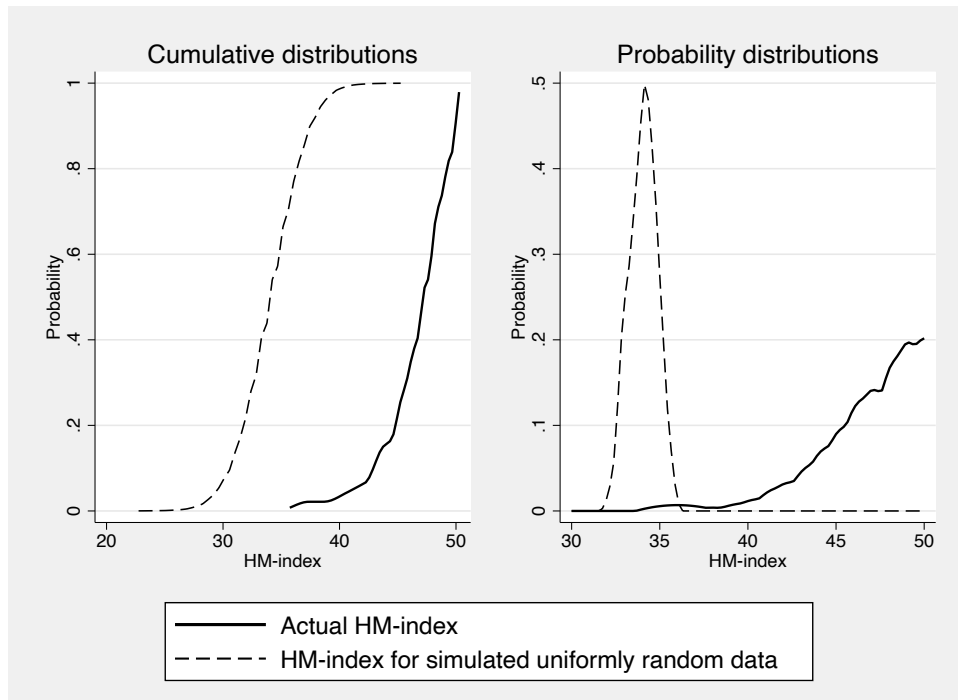 Cumulative distributions
Probability
0
.2
.4
.6
.8
1
20
30
40
50
HM-index
Probability distributions
Probability
0
.1
.2
.3
.4
.5
30
35
40
45
50
HM-index
Actual HM-index
HM-index for simulated uniformly random data